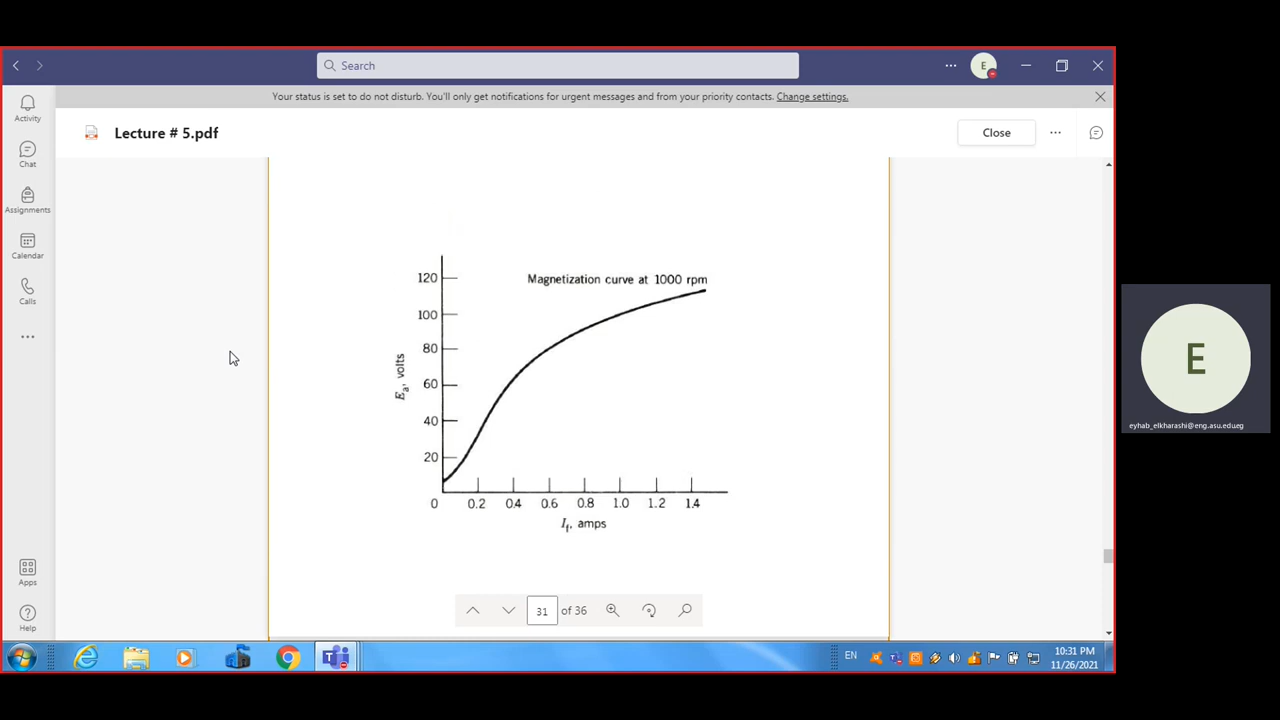 Search
E
Your status is set to do not disturb. You'll only get notifications for urgent messages and from your priority contacts. Change settings.
Activity
Chat
Assignments
Calendar
Calls
Apps
Help
Lecture # 5.pdf
Close
Magnetization curve at 1000 rpm
120
100
80
60
40
20
Ea, volts
0 0.2 0.4 0.6 0.8 1.0 1.2 1.4
If, amps
31 of 36
E
eyhab_elkharashi@eng.asu.edu.eg
EN
10:31 PM
11/26/2021